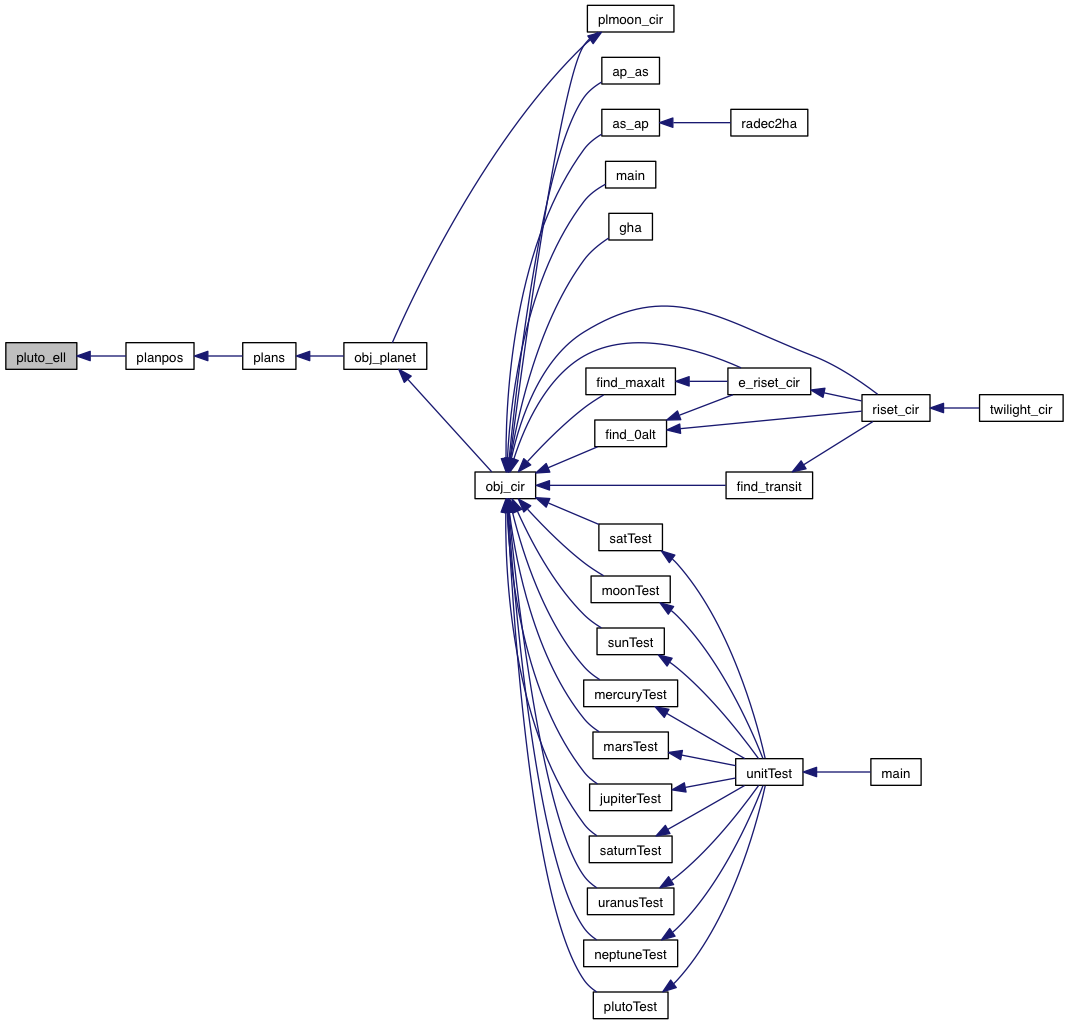 plmoon_cir
ap_as
as_ap
radec2ha
main
gha
pluto_ell
planpos
plans
obj_planet
find_maxalt
e_riset_cir
riset_cir
twilight_cir
find_0alt
obj_cir
find_transit
satTest
moonTest
sunTest
mercuryTest
marsTest
unitTest
main
jupiterTest
saturnTest
uranusTest
neptuneTest
plutoTest